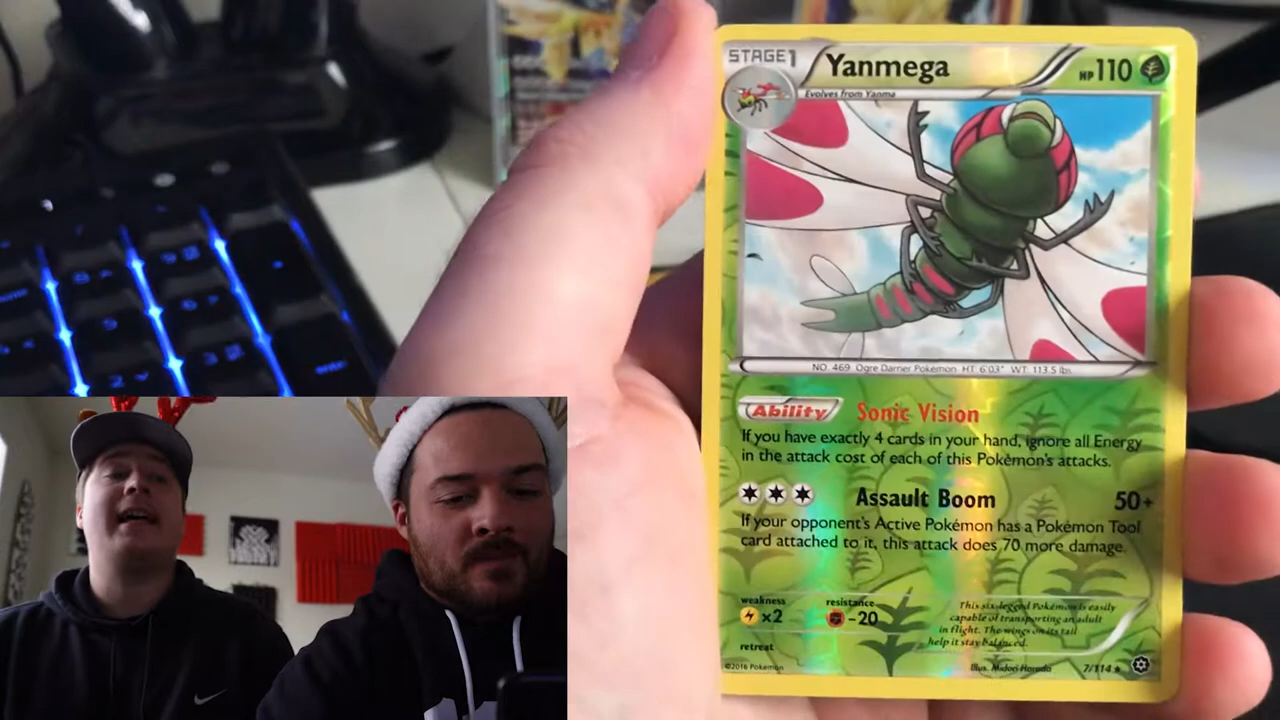 STAGE1 Yanmega HP110
Evolves from Yanma
NO. 469 Ogre Darner Pokémon HT: 6'03" WT: 113.5 lbs.
Ability Sonic Vision
If you have exactly 4 cards in your hand, ignore all Energy
in the attack cost of each of this Pokémon's attacks.
Assault Boom 50+
If your opponent's Active Pokémon has a Pokémon Tool
card attached to it, this attack does 70 more damage.
weakness resistance
×2 -20
retreat
This six-legged Pokémon is easily
capable of transporting an adult
in flight. The wings on its tail
help it stay balanced.
©2016 Pokémon Illus. Midori Harada 7/114 ★